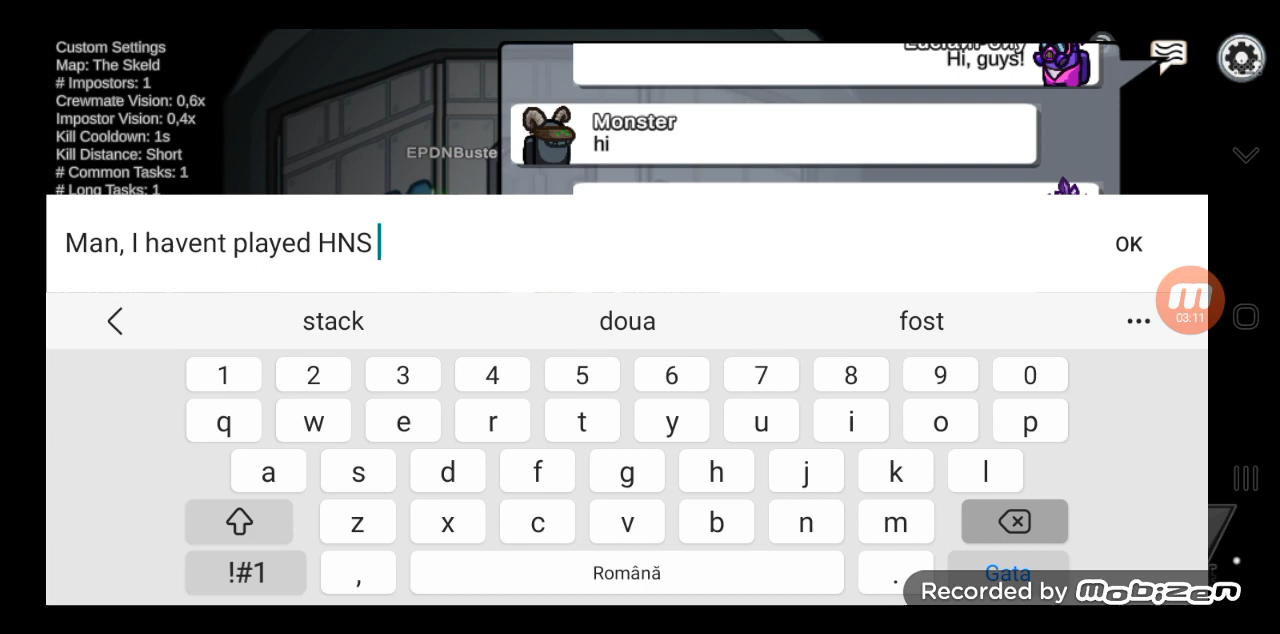 Custom Settings
Map: The Skeld
# Impostors: 1
Crewmate Vision: 0,6x
Impostor Vision: 0,4x
Kill Cooldown: 1s
Kill Distance: Short
# Common Tasks: 1
# Long Tasks: 1
EPDNBuste
Hi, guys!
Monster
hi
Man, I havent played HNS
OK
03:11
stack doua fost
1 2 3 4 5 6 7 8 9 0
q w e r t y u i o p
a s d f g h j k l
z x c v b n m
!#1 , Română . Gata
Recorded by mobizen